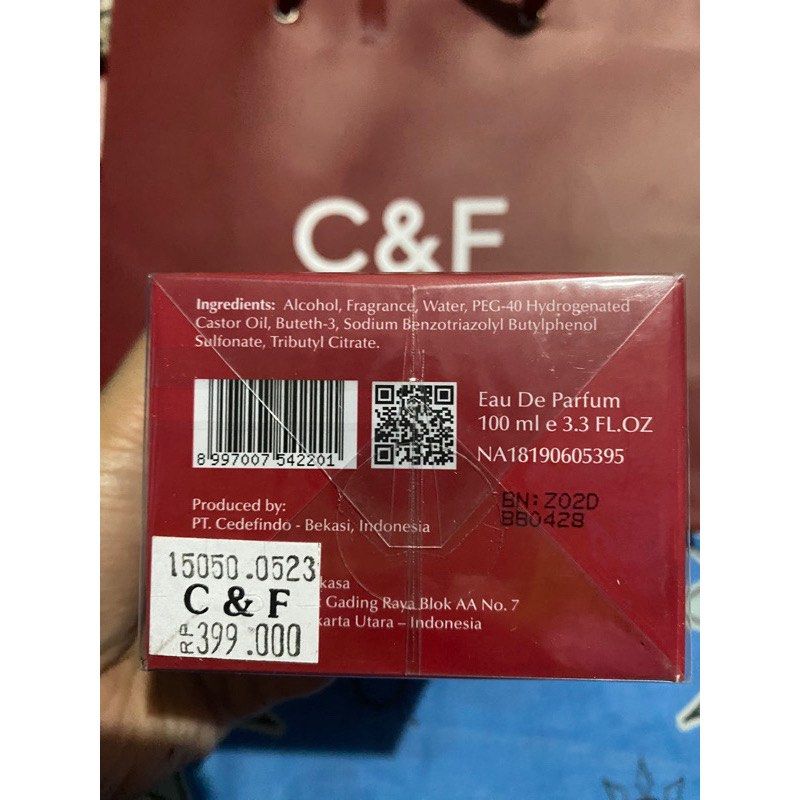 C&F
Ingredients: Alcohol, Fragrance, Water, PEG-40 Hydrogenated
Castor Oil, Buteth-3, Sodium Benzotriazolyl Butylphenol
Sulfonate, Tributyl Citrate.
8 997007 542201
Eau De Parfum
100 ml e 3.3 FL.OZ
NA18190605395
BN:Z02D
BB0428
Produced by:
PT. Cedefindo - Bekasi, Indonesia
15050.0523
C & F
RP 399.000
kasa
Gading Raya Blok AA No. 7
karta Utara – Indonesia